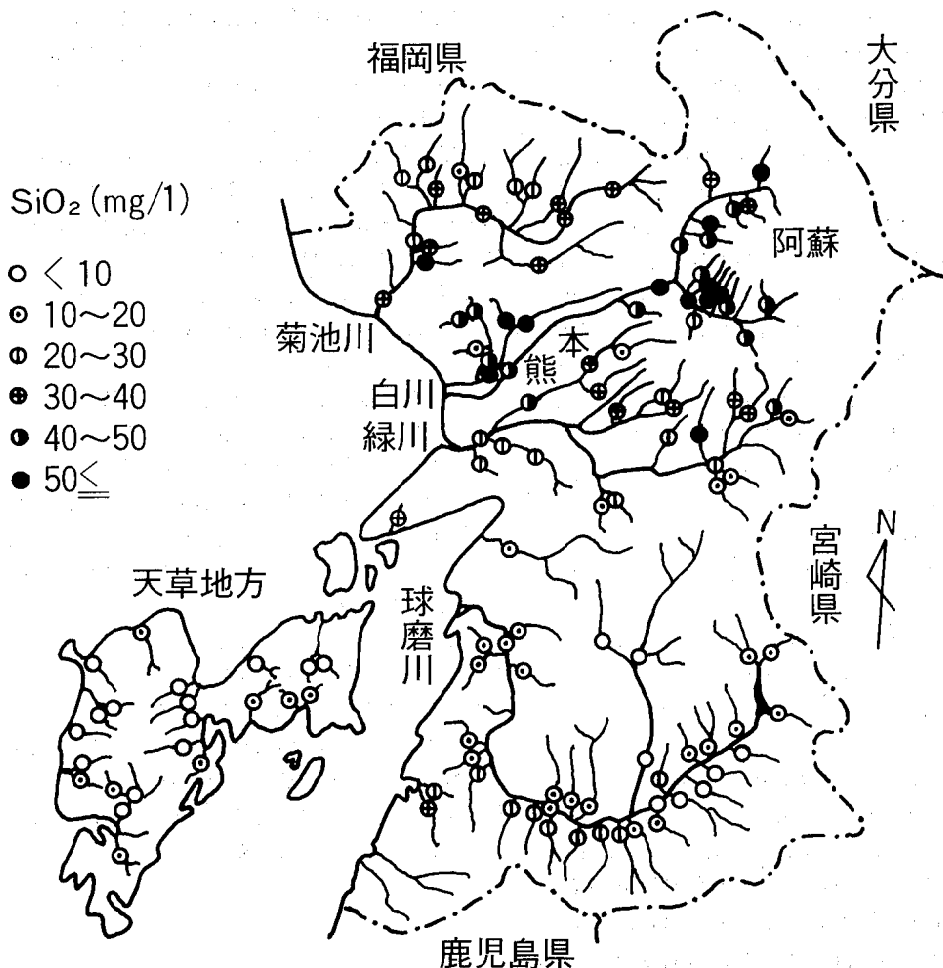 福岡県
大分県
SiO₂ (mg/l)
< 10
10～20
20～30
30～40
40～50
50≦
阿蘇
菊池川
熊本
白川
緑川
天草地方
球磨川
宮崎県
N
鹿児島県